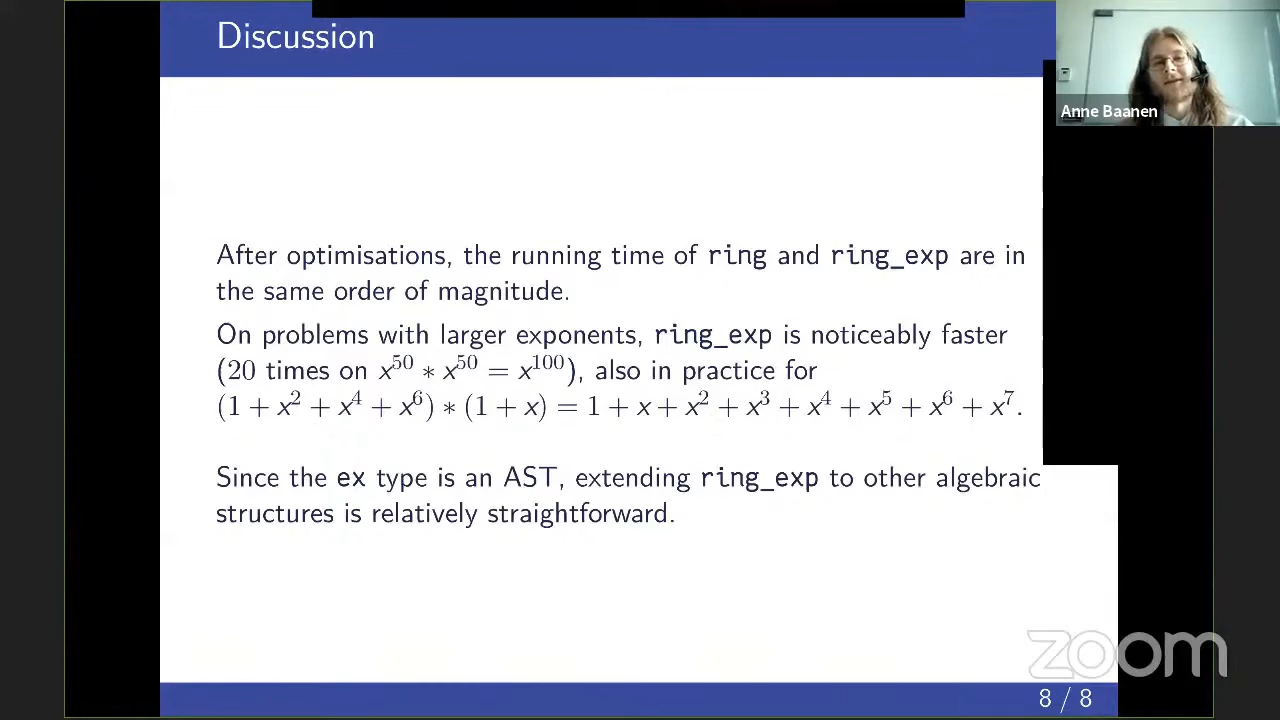 Discussion
Anne Baanen
After optimisations, the running time of ring and ring_exp are in
the same order of magnitude.
On problems with larger exponents, ring_exp is noticeably faster
(20 times on x^50 * x^50 = x^100), also in practice for
(1 + x^2 + x^4 + x^6) * (1 + x) = 1 + x + x^2 + x^3 + x^4 + x^5 + x^6 + x^7.
Since the ex type is an AST, extending ring_exp to other algebraic
structures is relatively straightforward.
zoom
8 / 8